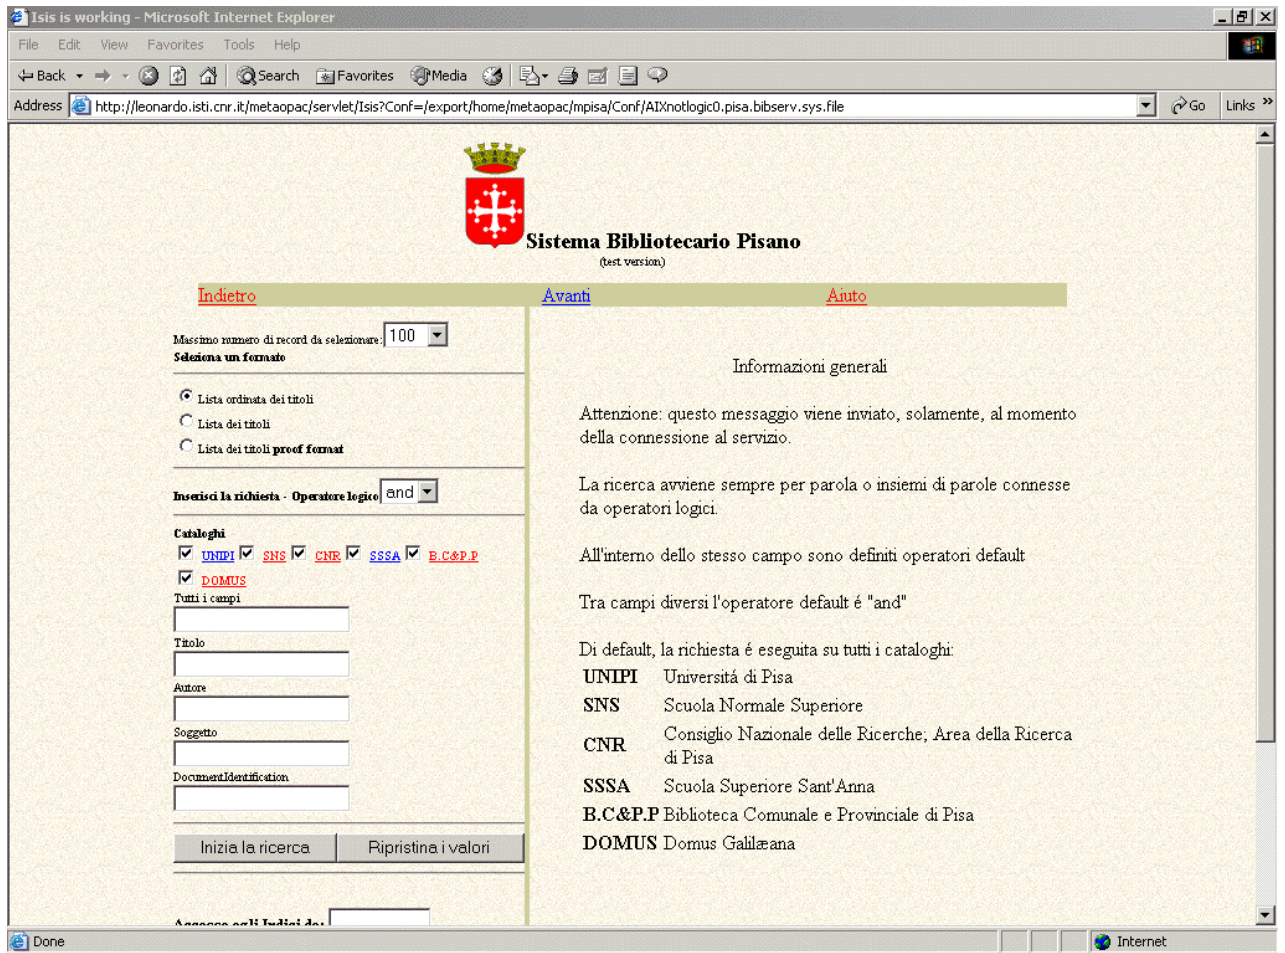 Isis is working - Microsoft Internet Explorer
File Edit View Favorites Tools Help
Back Search Favorites Media
Address http://leonardo.isti.cnr.it/metaopac/servlet/Isis?Conf=/export/home/metaopac/mpisa/Conf/AIXnotlogic0.pisa.bibserv.sys.file Go Links »
Sistema Bibliotecario Pisano
(test version)
Indietro Avanti Aiuto
Massimo numero di record da selezionare: 100
Seleziona un formato
Lista ordinata dei titoli
Lista dei titoli
Lista dei titoli proof format
Inserisci la richiesta - Operatore logico and
Cataloghi
UNIPI SNS CNR SSSA B.C&P.P
DOMUS
Tutti i campi
Titolo
Autore
Soggetto
DocumentIdentification
Inizia la ricerca Ripristina i valori
Accesso agli Indici da:
Informazioni generali
Attenzione: questo messaggio viene inviato, solamente, al momento
della connessione al servizio.
La ricerca avviene sempre per parola o insiemi di parole connesse
da operatori logici.
All'interno dello stesso campo sono definiti operatori default
Tra campi diversi l'operatore default é "and"
Di default, la richiesta é eseguita su tutti i cataloghi:
UNIPI Universitá di Pisa
SNS Scuola Normale Superiore
CNR Consiglio Nazionale delle Ricerche; Area della Ricerca
di Pisa
SSSA Scuola Superiore Sant'Anna
B.C&P.P Biblioteca Comunale e Provinciale di Pisa
DOMUS Domus Galilæana
Done Internet